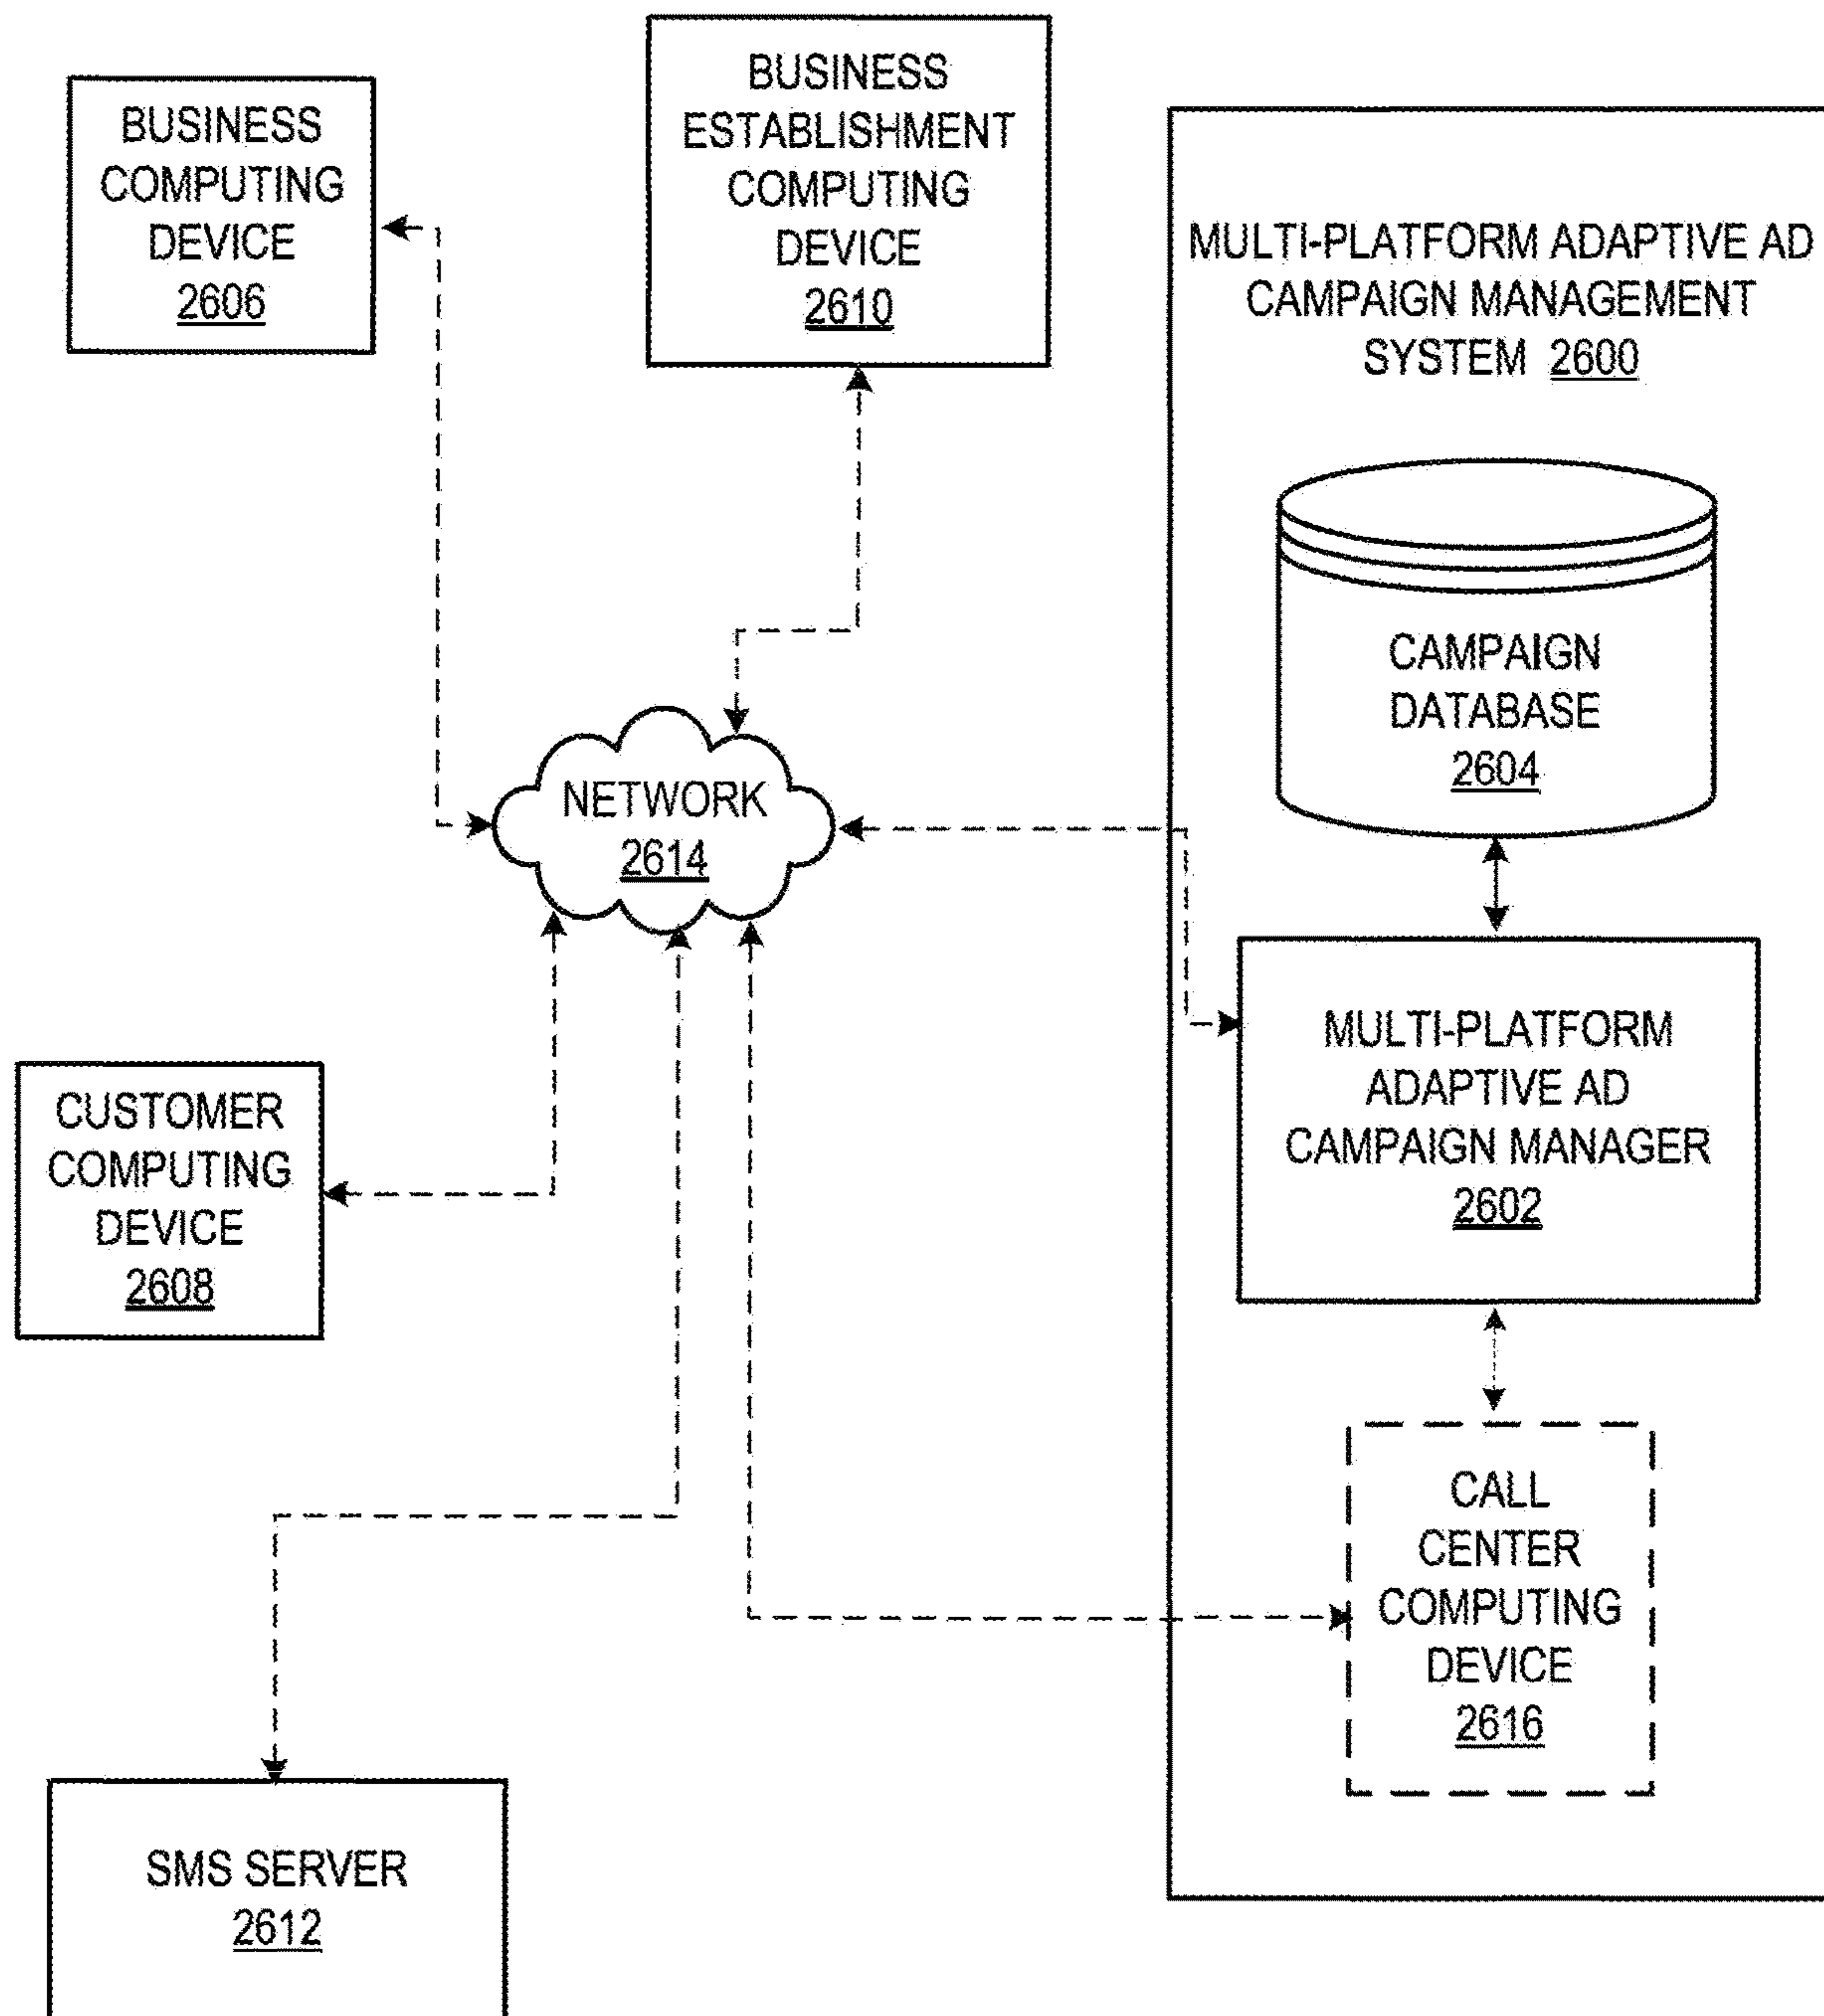 BUSINESS
COMPUTING
DEVICE
2606
BUSINESS
ESTABLISHMENT
COMPUTING
DEVICE
2610
MULTI-PLATFORM ADAPTIVE AD
CAMPAIGN MANAGEMENT
SYSTEM 2600
CAMPAIGN
DATABASE
2604
NETWORK
2614
MULTI-PLATFORM
ADAPTIVE AD
CAMPAIGN MANAGER
2602
CUSTOMER
COMPUTING
DEVICE
2608
CALL
CENTER
COMPUTING
DEVICE
2616
SMS SERVER
2612